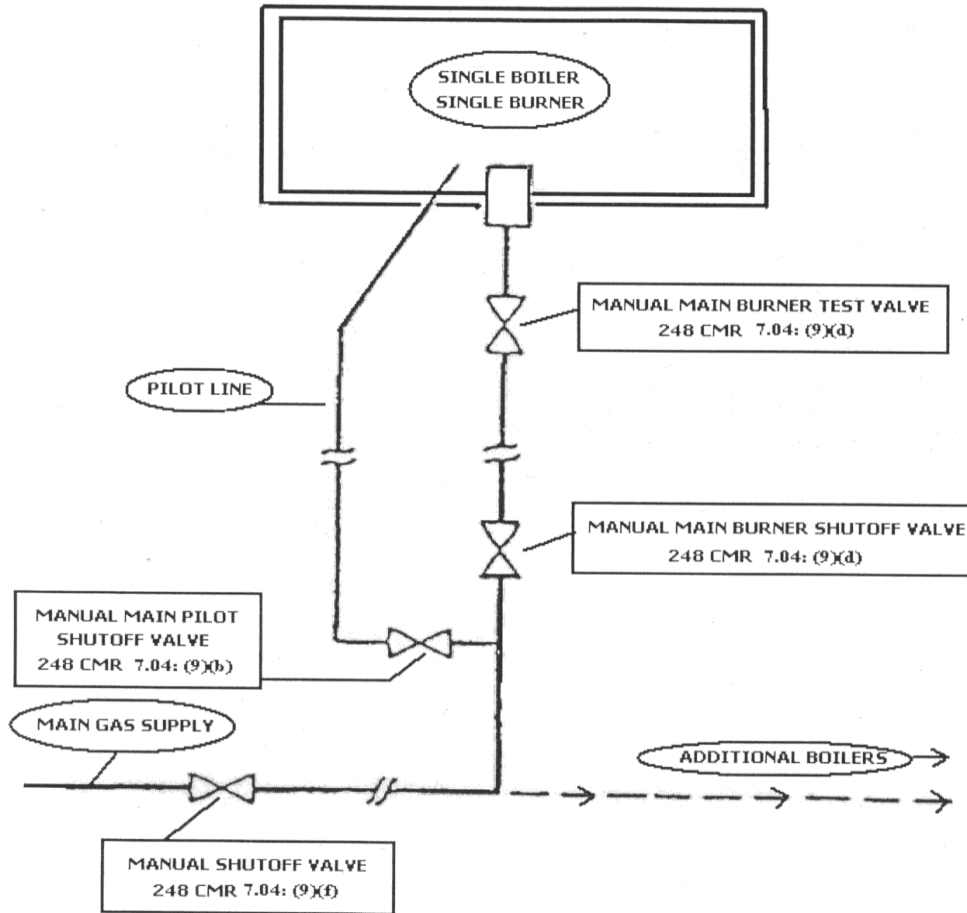 SINGLE BOILER
SINGLE BURNER
MANUAL MAIN BURNER TEST VALVE
248 CMR 7.04: (9)(d)
PILOT LINE
MANUAL MAIN BURNER SHUTOFF VALVE
248 CMR 7.04: (9)(d)
MANUAL MAIN PILOT
SHUTOFF VALVE
248 CMR 7.04: (9)(b)
MAIN GAS SUPPLY
ADDITIONAL BOILERS
MANUAL SHUTOFF VALVE
248 CMR 7.04: (9)(f)